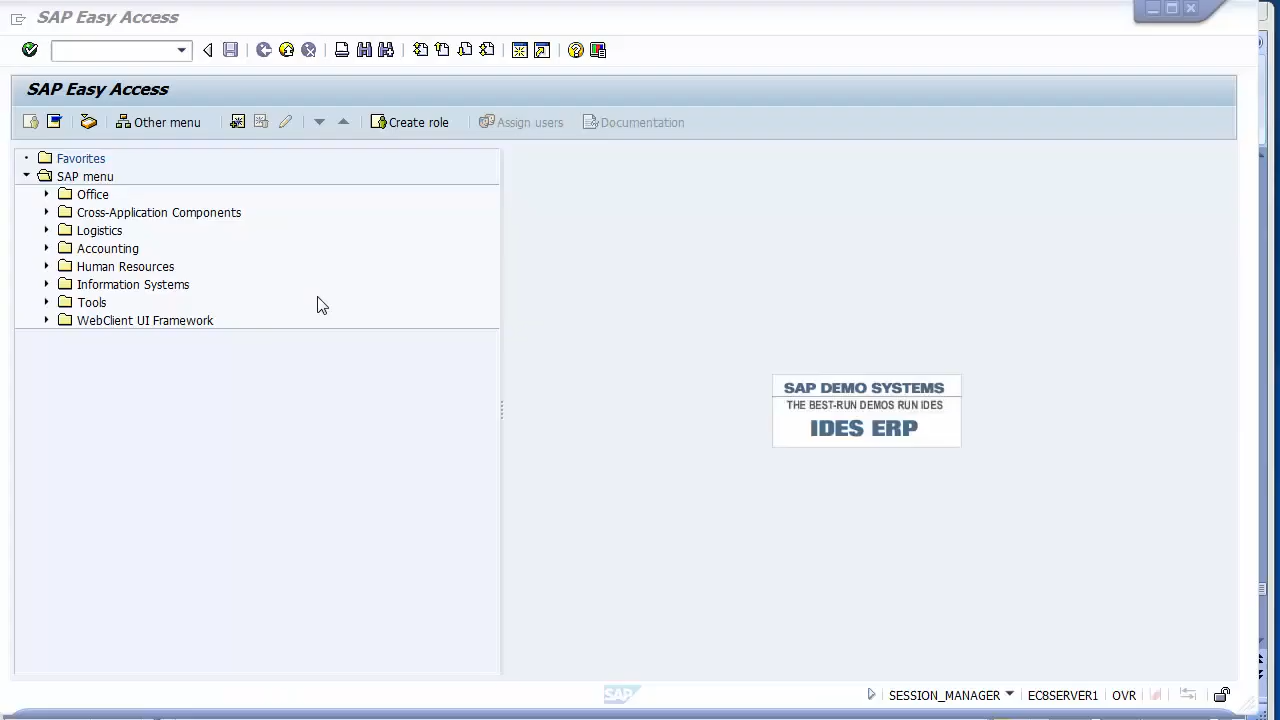 SAP Easy Access
SAP Easy Access
Other menu Create role Assign users Documentation
Favorites
SAP menu
Office
Cross-Application Components
Logistics
Accounting
Human Resources
Information Systems
Tools
WebClient UI Framework
SAP DEMO SYSTEMS
THE BEST-RUN DEMOS RUN IDES
IDES ERP
SAP SESSION_MANAGER EC8SERVER1 OVR